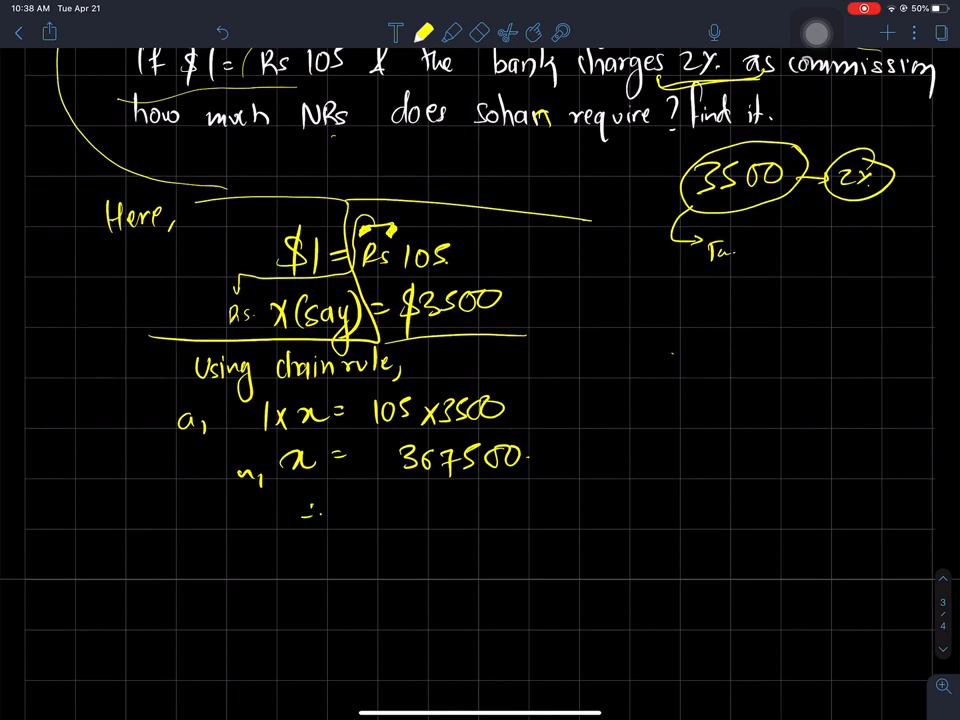 10:38 AM Tue Apr 21
50%
If $1 = Rs 105 & the bank charges 2% as commission
how much NRs does sohan require? Find it.
3500 → 2%
Here,
$1 = Rs 105.
Rs. x (say) = $3500
Using chain rule,
1 × x = 105 × 3500
x = 367500.
∴
3
/
4